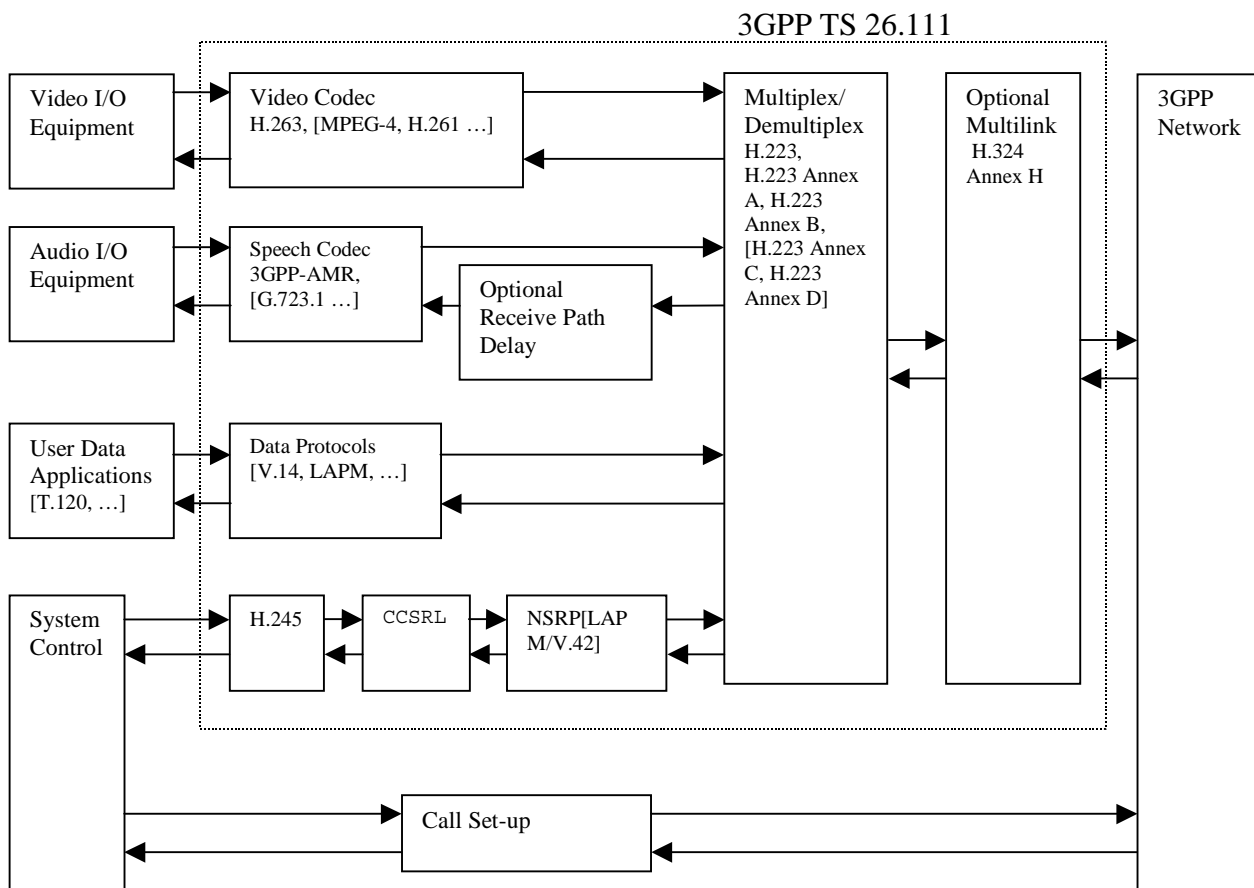 3GPP TS 26.111
Video I/O
Equipment
Video Codec
H.263, [MPEG-4, H.261 …]
Multiplex/
Demultiplex
H.223,
H.223 Annex
A, H.223
Annex B,
[H.223 Annex
C, H.223
Annex D]
Optional
Multilink
H.324
Annex H
3GPP
Network
Audio I/O
Equipment
Speech Codec
3GPP-AMR,
[G.723.1 …]
Optional
Receive Path
Delay
User Data
Applications
[T.120, …]
Data Protocols
[V.14, LAPM, …]
System
Control
H.245
CCSRL
NSRP[LAP
M/V.42]
Call Set-up